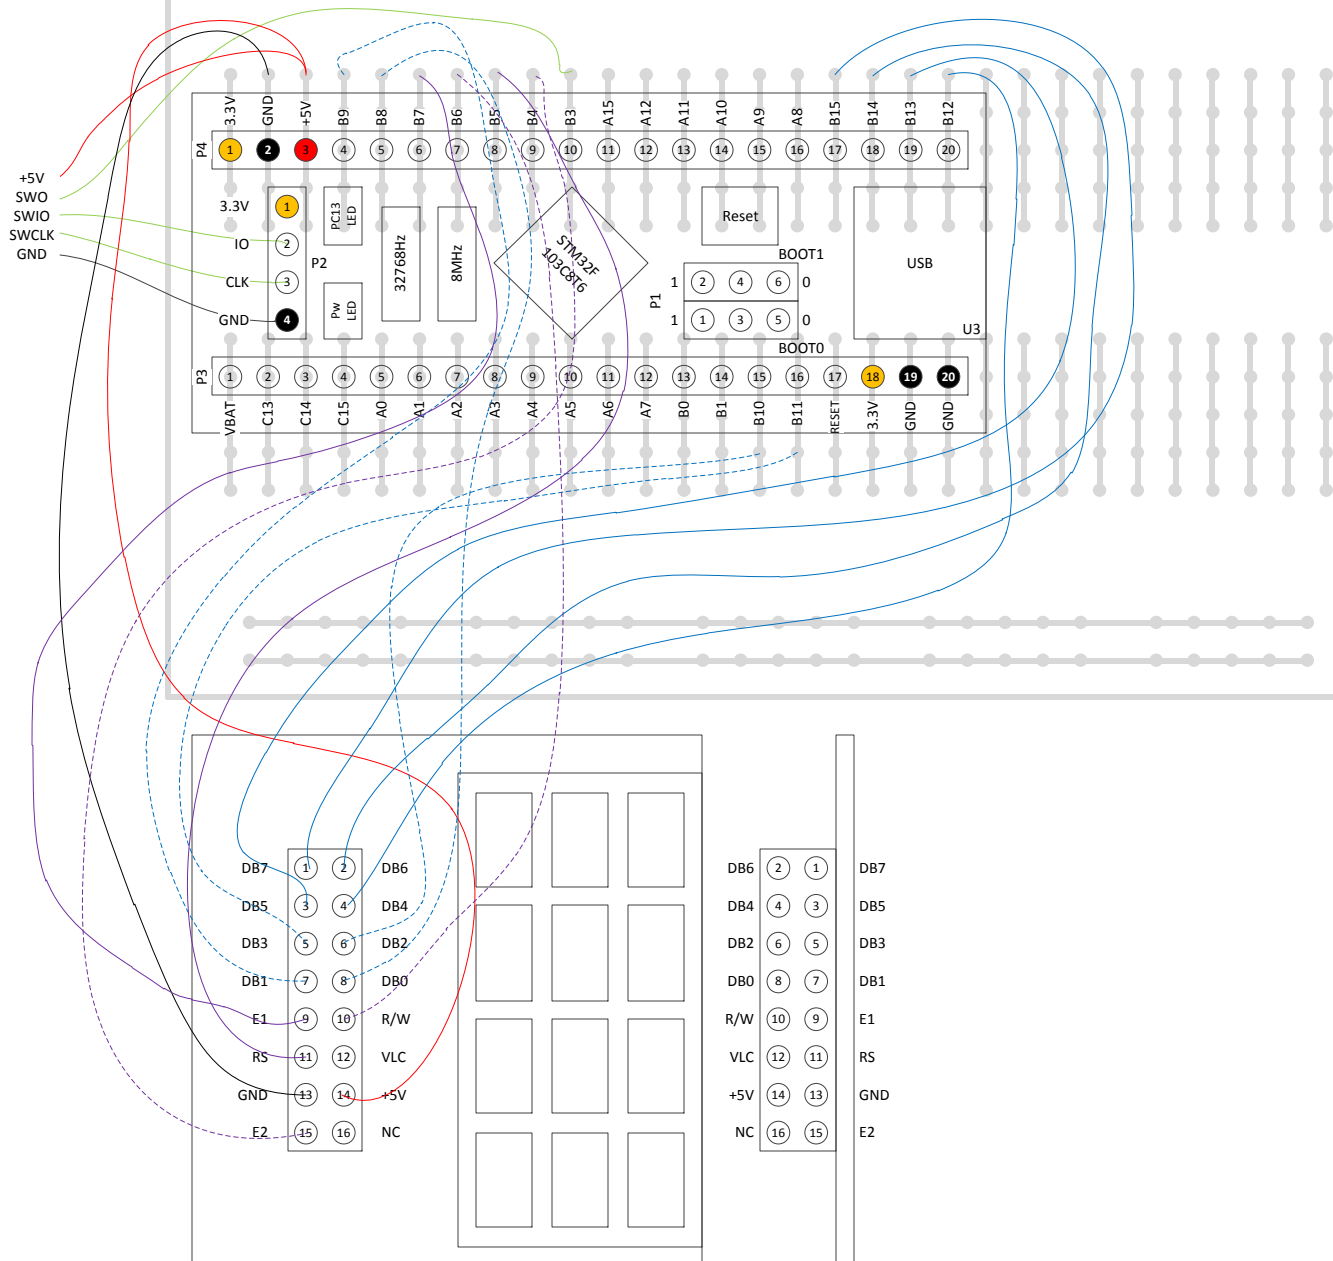 3.3V GND +5V B9 B8 B7 B6 B5 B4 B3 A15 A12 A11 A10 A9 A8 B15 B14 B13 B12
P4 1 2 3 4 5 6 7 8 9 10 11 12 13 14 15 16 17 18 19 20
+5V
SWO
SWIO
SWCLK
GND
3.3V 1
IO 2
CLK 3
GND 4
P2
PC13 LED
Pw LED
32768Hz
8MHz
STM32F
103C8T6
Reset
BOOT1
1 2 4 6 0
P1
1 1 3 5 0
BOOT0
USB
U3
P3 1 2 3 4 5 6 7 8 9 10 11 12 13 14 15 16 17 18 19 20
VBAT C13 C14 C15 A0 A1 A2 A3 A4 A5 A6 A7 B0 B1 B10 B11 RESET 3.3V GND GND
DB7 1 2 DB6
DB5 3 4 DB4
DB3 5 6 DB2
DB1 7 8 DB0
E1 9 10 R/W
RS 11 12 VLC
GND 13 14 +5V
E2 15 16 NC
DB6 2 1 DB7
DB4 4 3 DB5
DB2 6 5 DB3
DB0 8 7 DB1
R/W 10 9 E1
VLC 12 11 RS
+5V 14 13 GND
NC 16 15 E2